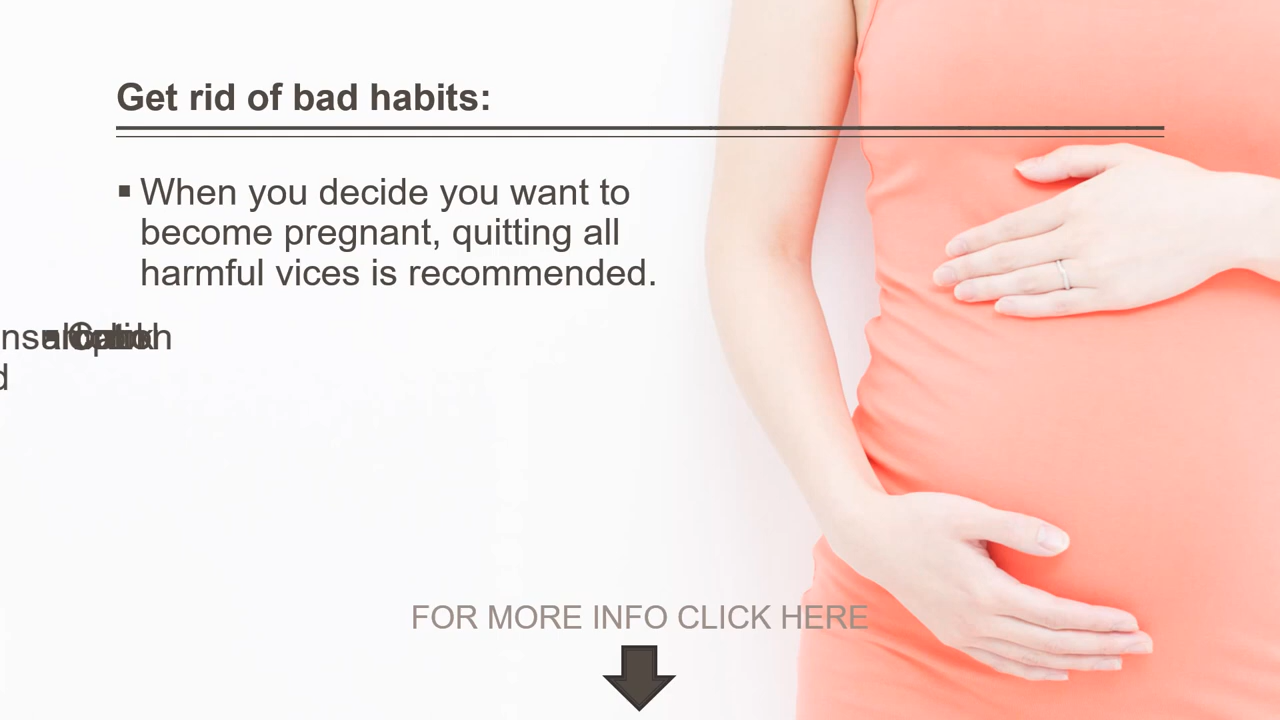 Get rid of bad habits:
▪ When you decide you want to
become pregnant, quitting all
harmful vices is recommended.
FOR MORE INFO CLICK HERE